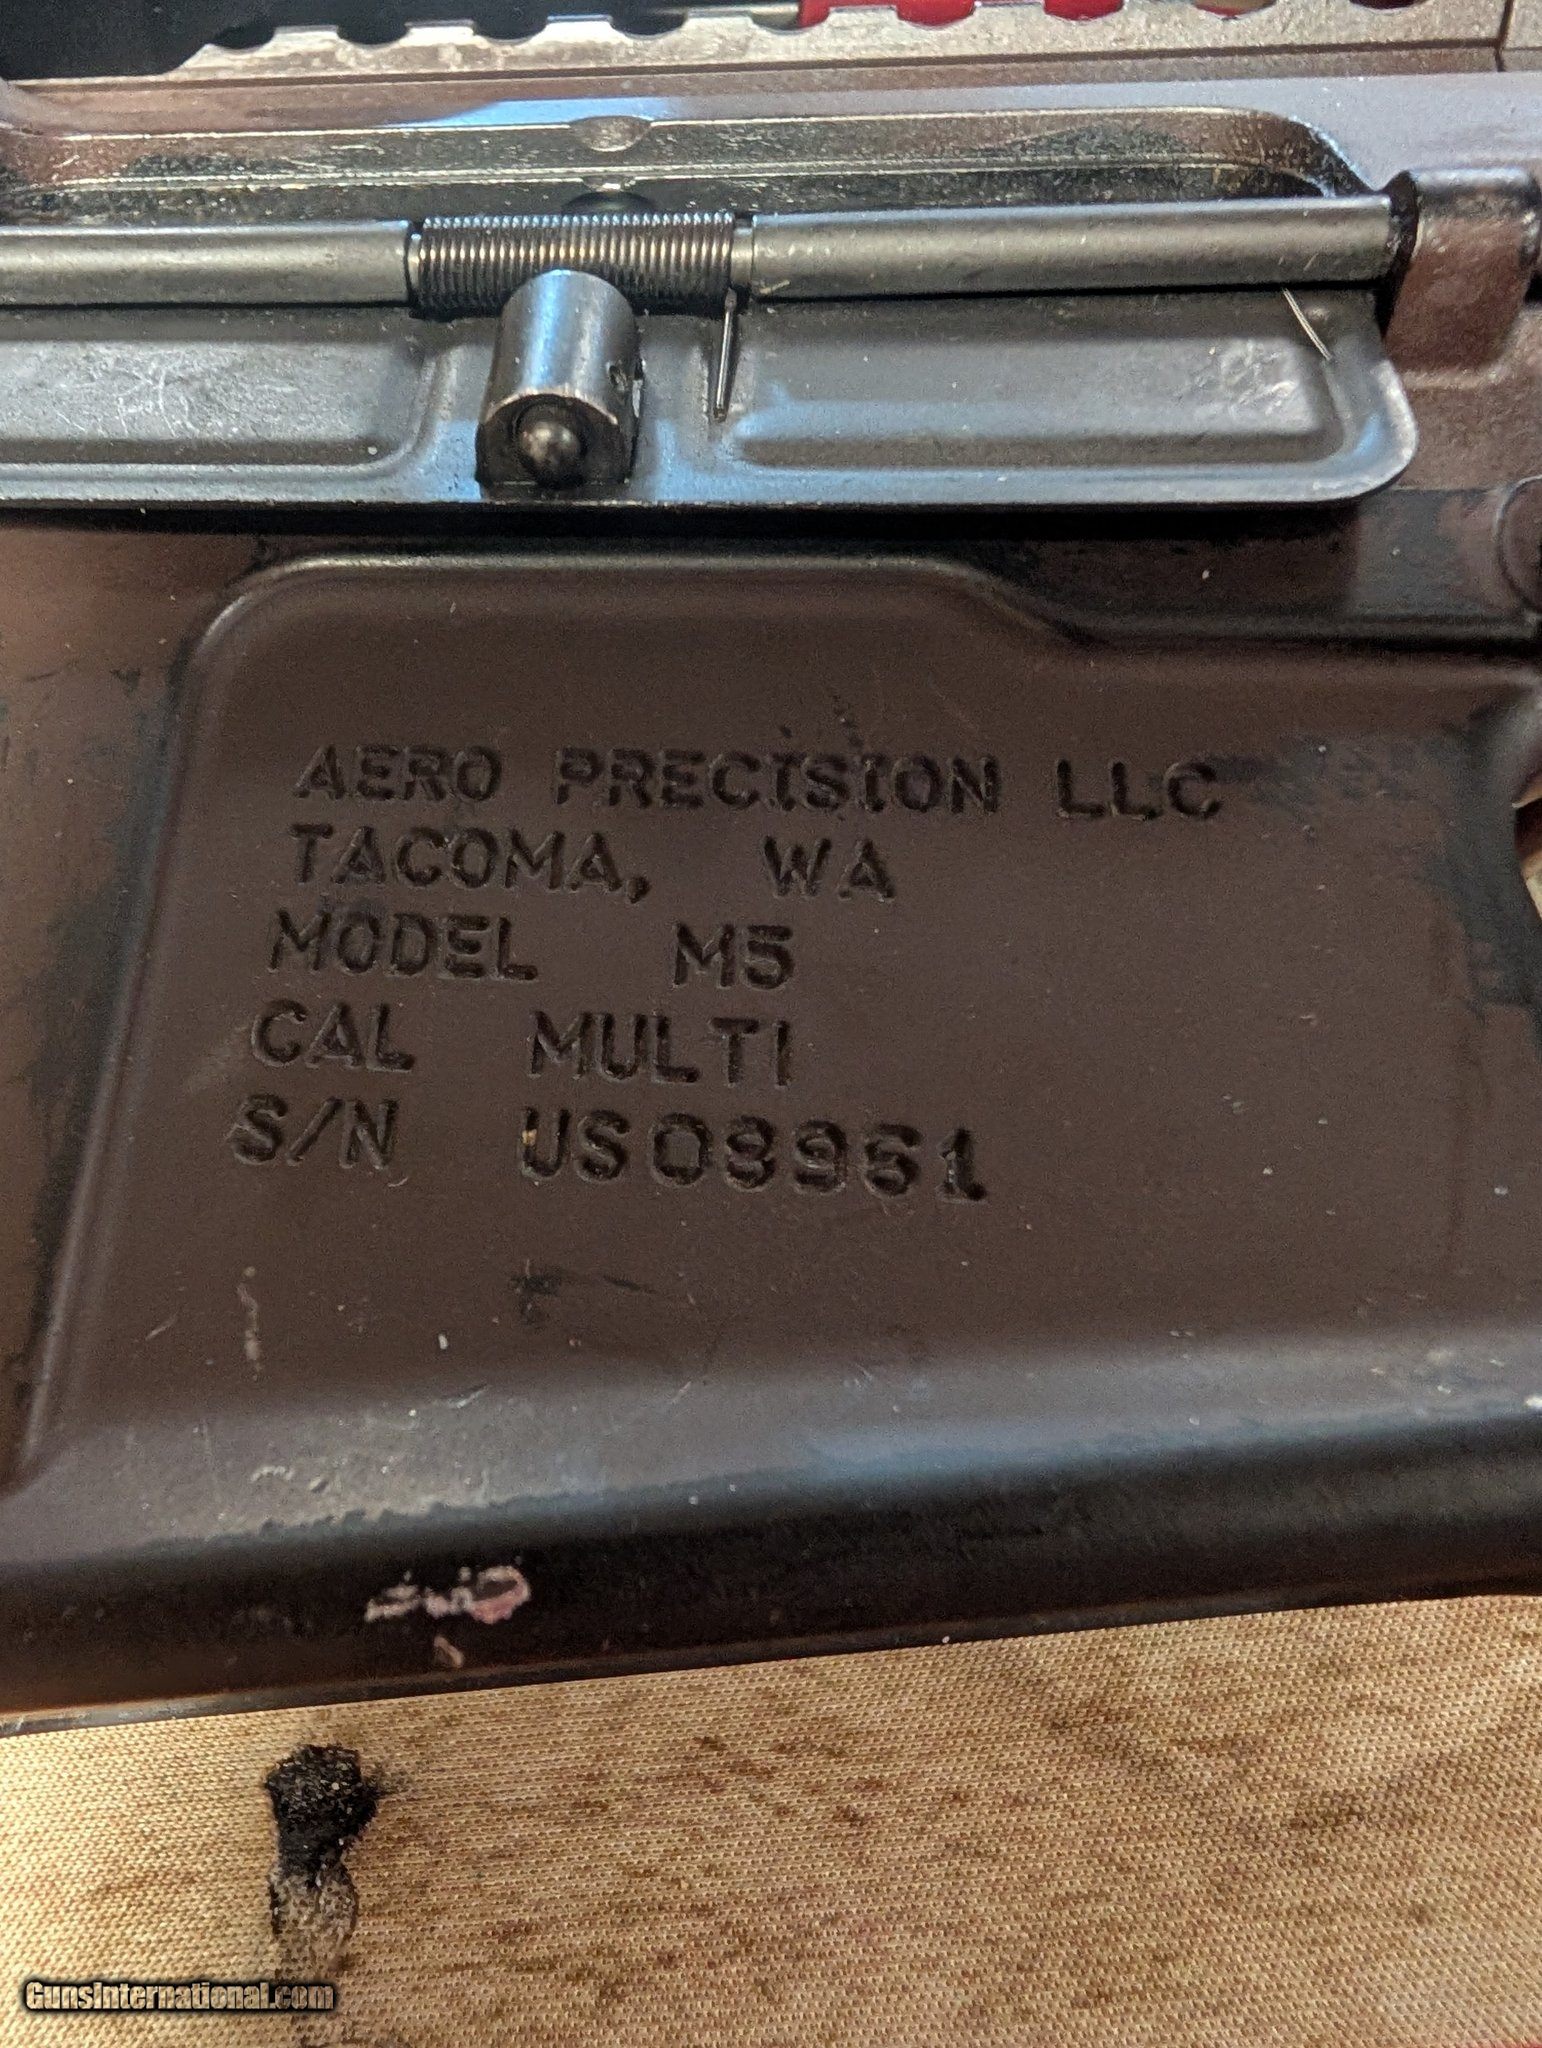 AERO PRECISION LLC
TACOMA, WA
MODEL M5
CAL MULTI
S/N US08961
GunsInternational.com